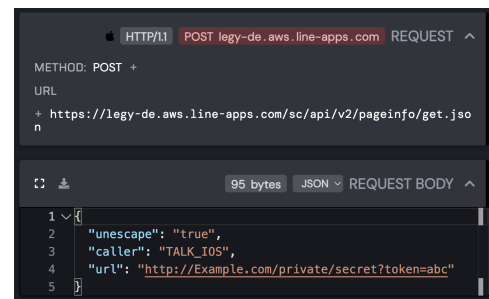 HTTP/1.1 POST legy-de.aws.line-apps.com REQUEST
METHOD: POST +
URL
+ https://legy-de.aws.line-apps.com/sc/api/v2/pageinfo/get.jso
n
95 bytes JSON REQUEST BODY
1 {
2 "unescape": "true",
3 "caller": "TALK_IOS",
4 "url": "http://Example.com/private/secret?token=abc"
5 }